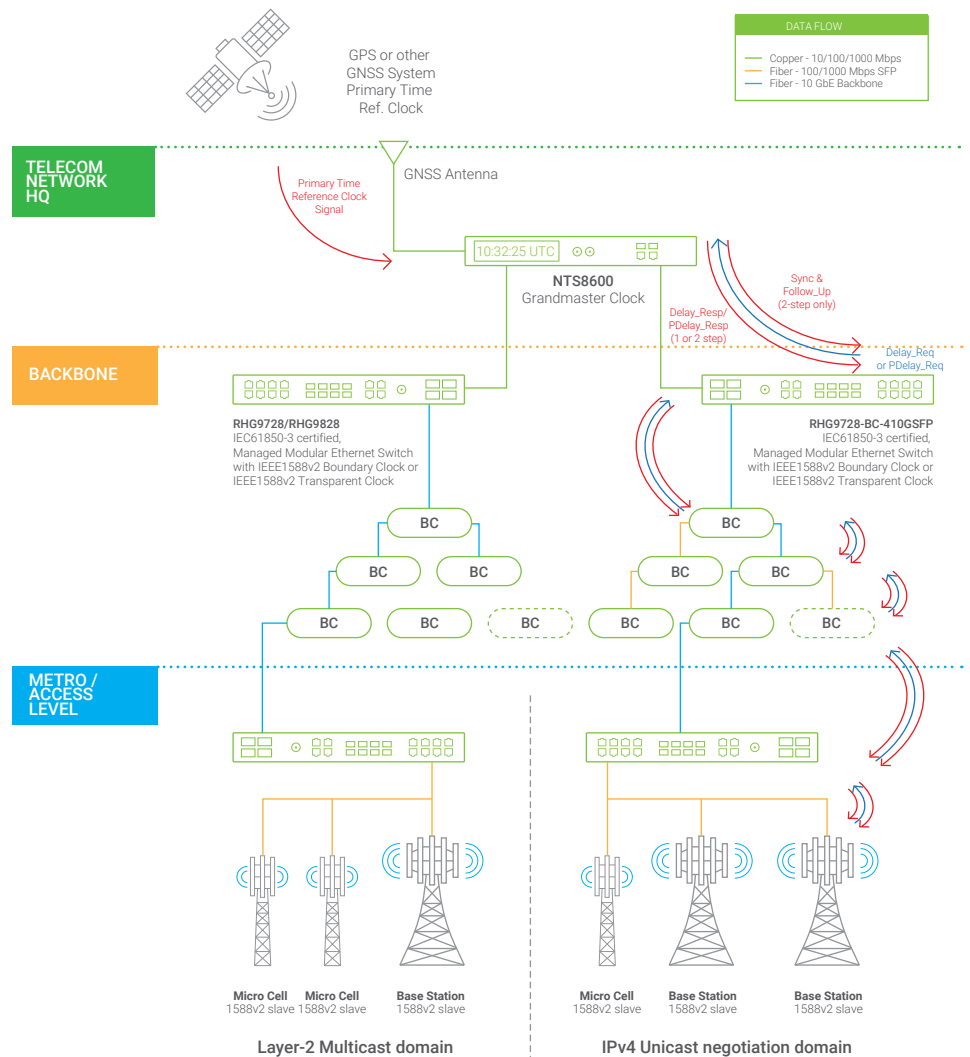 GPS or other
GNSS System
Primary Time
Ref. Clock
DATA FLOW
Copper - 10/100/1000 Mbps
Fiber - 100/1000 Mbps SFP
Fiber - 10 GbE Backbone
TELECOM
NETWORK
HQ
GNSS Antenna
Primary Time
Reference Clock
Signal
10:32:25 UTC
NTS8600
Grandmaster Clock
Sync &
Follow_Up
(2-step only)
Delay_Resp/
PDelay_Resp
(1 or 2 step)
Delay_Req
or PDelay_Req
BACKBONE
RHG9728/RHG9828
IEC61850-3 certified,
Managed Modular Ethernet Switch
with IEEE1588v2 Boundary Clock or
IEEE1588v2 Transparent Clock
RHG9728-BC-410GSFP
IEC61850-3 certified,
Managed Modular Ethernet Switch
with IEEE1588v2 Boundary Clock or
IEEE1588v2 Transparent Clock
BC
BC
BC
BC
BC
BC
BC
BC
BC
BC
BC
BC
METRO /
ACCESS
LEVEL
Micro Cell
1588v2 slave
Micro Cell
1588v2 slave
Base Station
1588v2 slave
Micro Cell
1588v2 slave
Base Station
1588v2 slave
Base Station
1588v2 slave
Layer-2 Multicast domain
IPv4 Unicast negotiation domain